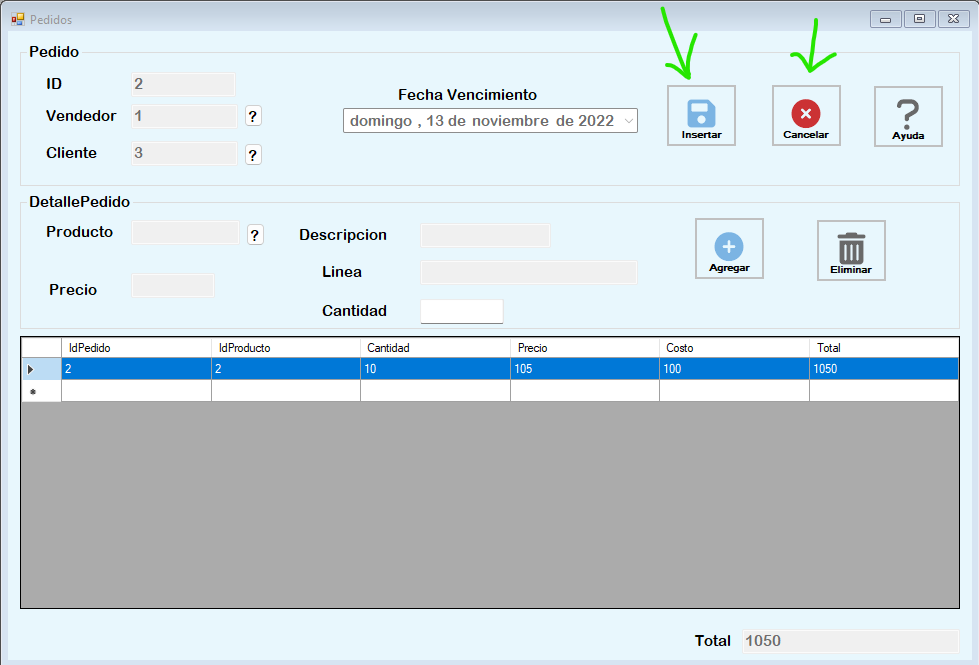 Pedidos
Pedido
ID 2
Vendedor 1 ?
Cliente 3 ?
Fecha Vencimiento
domingo , 13 de noviembre de 2022
Insertar
Cancelar
Ayuda
DetallePedido
Producto ?
Precio
Descripcion
Linea
Cantidad
Agregar
Eliminar
IdPedido IdProducto Cantidad Precio Costo Total
2 2 10 105 100 1050
Total 1050